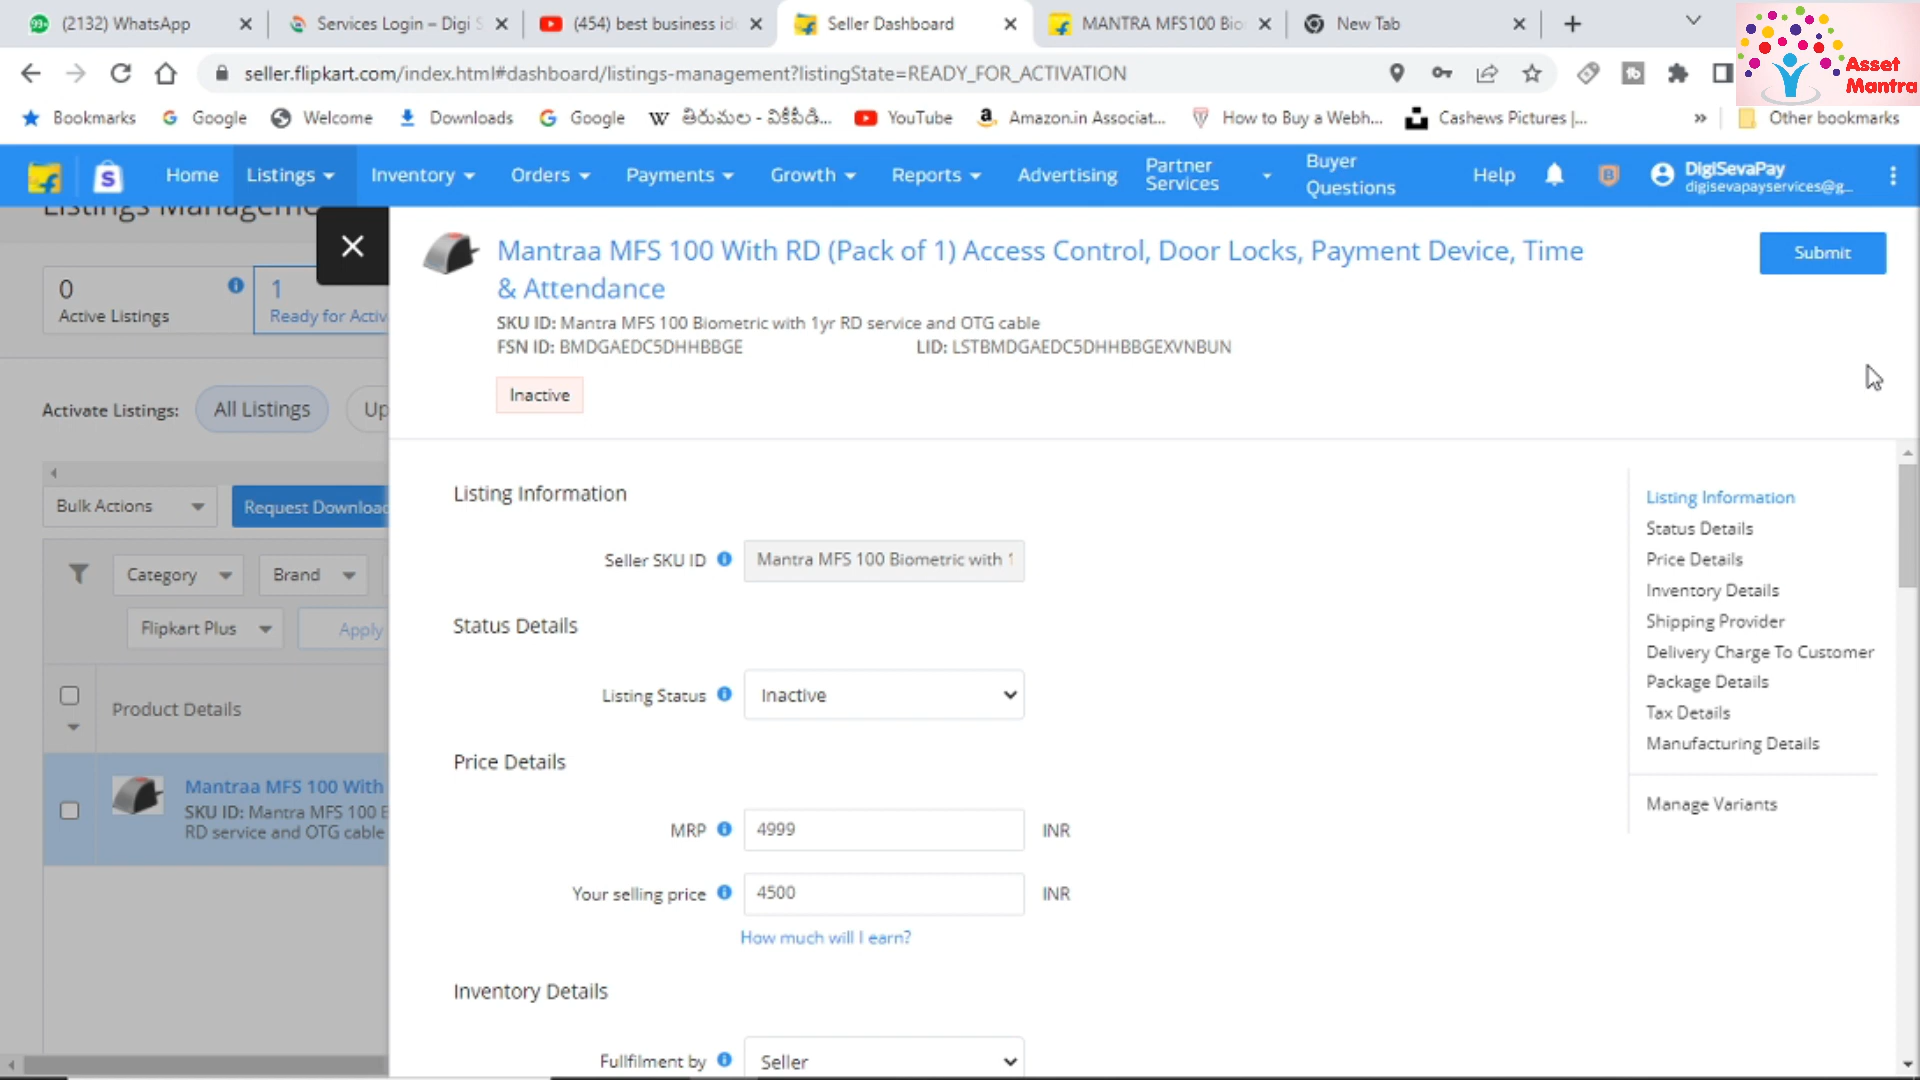 (2132) WhatsApp
Services Login – Digi S
(454) best business id
Seller Dashboard
MANTRA MFS100 Bio
New Tab
Asset
Mantra
seller.flipkart.com/index.html#dashboard/listings-management?listingState=READY_FOR_ACTIVATION
Bookmarks
Google
Welcome
Downloads
Google
తిరుమల - వికీపీడి...
YouTube
Amazon.in Associat...
How to Buy a Webh...
Cashews Pictures |...
Other bookmarks
Home
Listings
Inventory
Orders
Payments
Growth
Reports
Advertising
Partner
Services
Buyer
Questions
Help
DigiSevaPay
digisevapayservices@g...
Listings Manageme
0
Active Listings
1
Ready for Activ
Activate Listings:
All Listings
Up
Bulk Actions
Request Download
Category
Brand
Flipkart Plus
Apply
Product Details
Mantraa MFS 100 With
SKU ID: Mantra MFS 100 B
RD service and OTG cable
Mantraa MFS 100 With RD (Pack of 1) Access Control, Door Locks, Payment Device, Time
& Attendance
Submit
SKU ID: Mantra MFS 100 Biometric with 1yr RD service and OTG cable
FSN ID: BMDGAEDC5DHHBBGE
LID: LSTBMDGAEDC5DHHBBGEXVNBUN
Inactive
Listing Information
Seller SKU ID
Mantra MFS 100 Biometric with 1
Status Details
Listing Status
Inactive
Price Details
MRP
4999
INR
Your selling price
4500
INR
How much will I earn?
Inventory Details
Fullfilment by
Seller
Listing Information
Status Details
Price Details
Inventory Details
Shipping Provider
Delivery Charge To Customer
Package Details
Tax Details
Manufacturing Details
Manage Variants